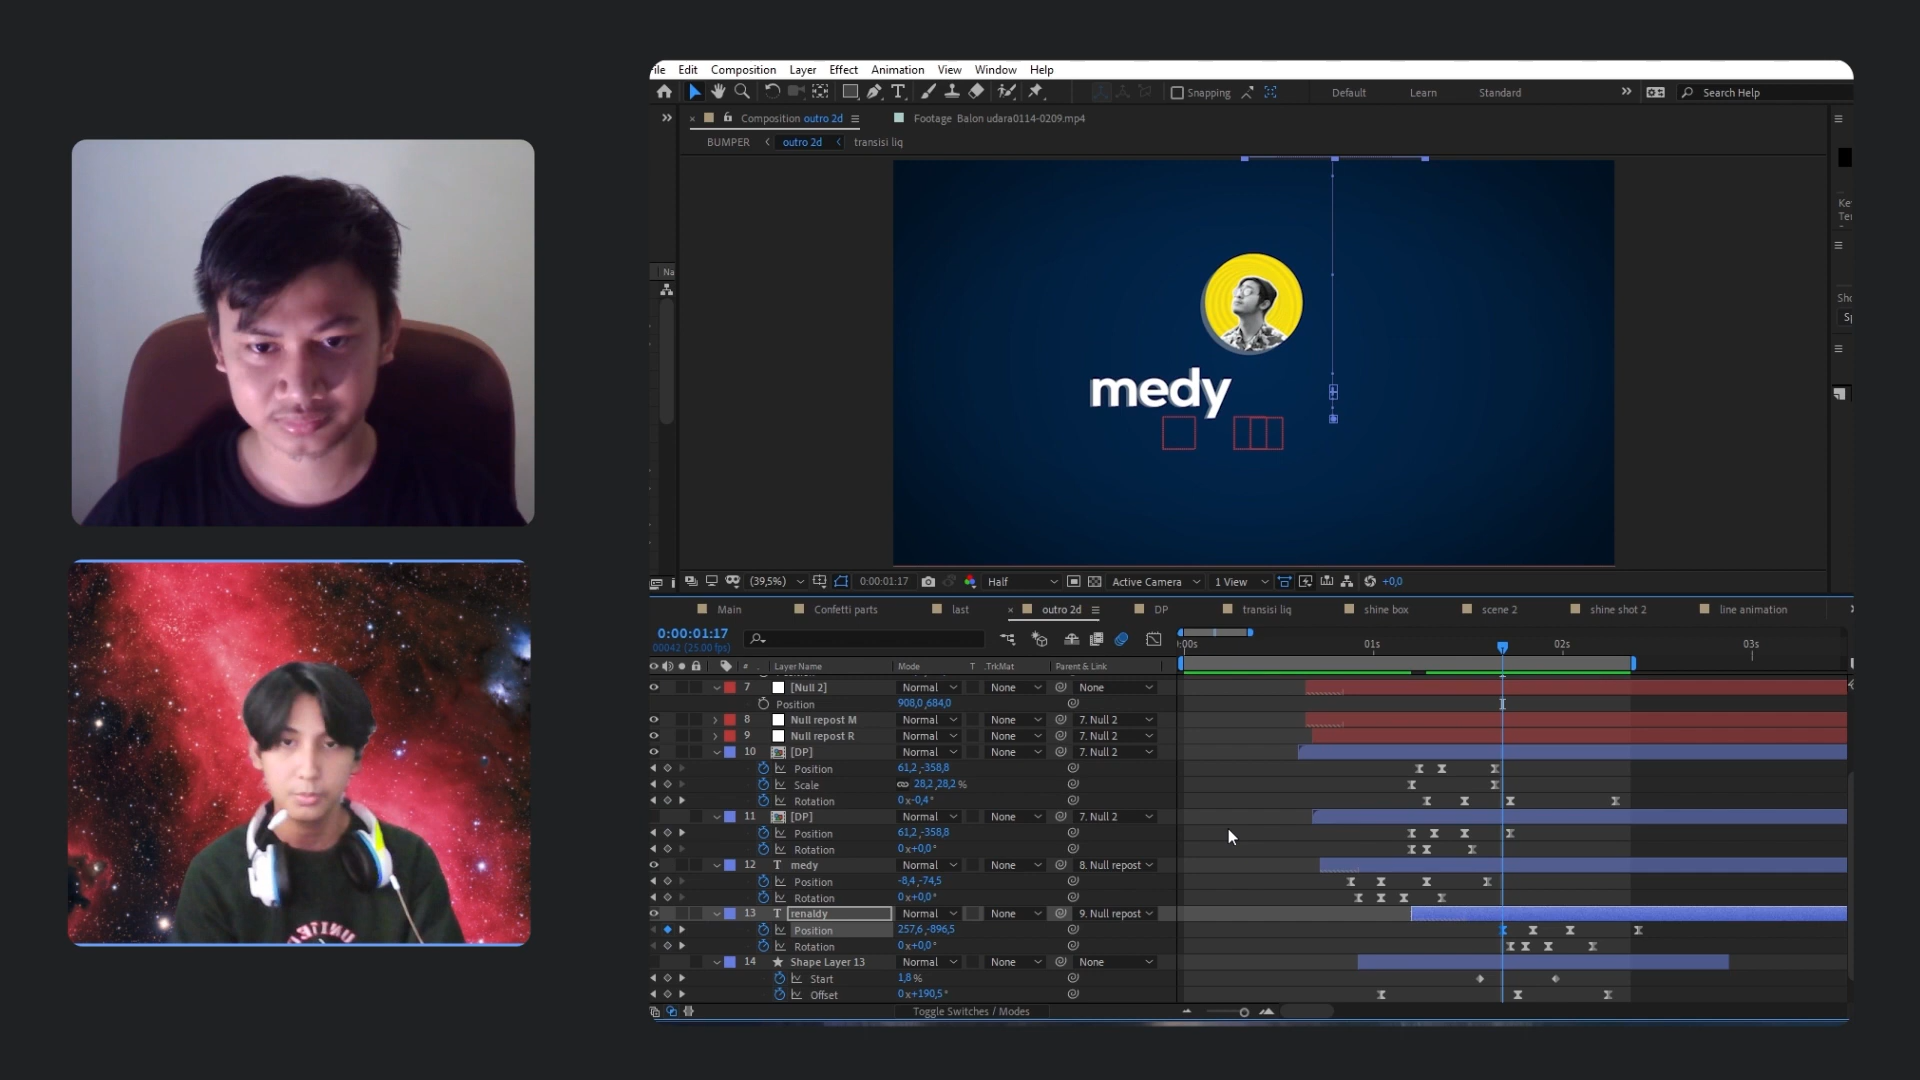 ile Edit Composition Layer Effect Animation View Window Help
Snapping Default Learn Standard Search Help
Composition outro 2d Footage Balon udara0114-0209.mp4
BUMPER outro 2d transisi liq
Na
Ke
Ter
Sho
Sp
medy
UNITED
(39,5%) 0:00:01:17 Half Active Camera 1 View +0,0
Main Confetti parts last outro 2d DP transisi liq shine box scene 2 shine shot 2 line animation
0:00:01:17
00042 (25.00 fps)
:00s 01s 02s 03s
# Layer Name Mode T .TrkMat Parent & Link
7 [Null 2] Normal None None
Position 908,0,684,0
8 Null repost M Normal None 7. Null 2
9 Null repost R Normal None 7. Null 2
10 [DP] Normal None 7. Null 2
Position 61,2,-358,8
Scale 28,2,28,2%
Rotation 0x-0,4°
11 [DP] Normal None 7. Null 2
Position 61,2,-358,8
Rotation 0x+0,0°
12 T medy Normal None 8. Null repost
Position -8,4,-74,5
Rotation 0x+0,0°
13 T renaldy Normal None 9. Null repost
Position 257,6,-896,5
Rotation 0x+0,0°
14 Shape Layer 13 Normal None None
Start 1,8%
Offset 0x+190,5°
Toggle Switches / Modes